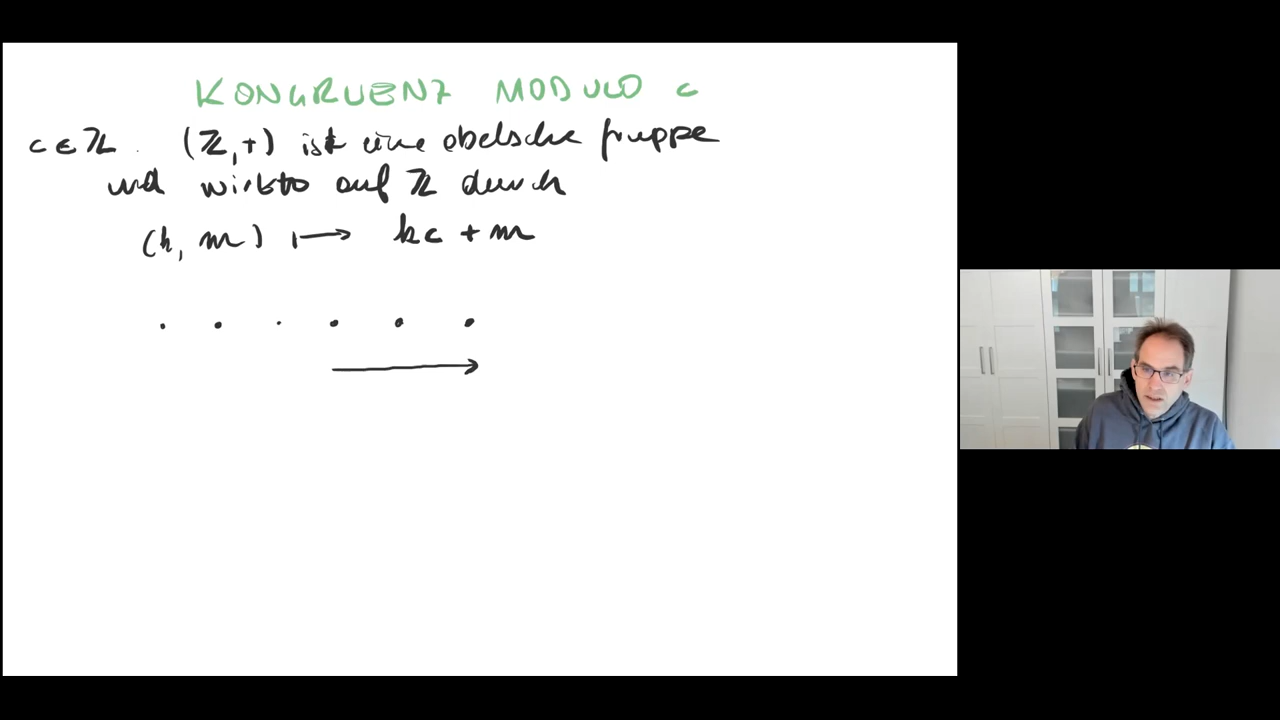 KONGRUENZ MODULO c
c ∈ ℤ. (ℤ, +) ist eine abelsche Gruppe
und wirkt auf ℤ durch
(k, m) ↦ kc + m